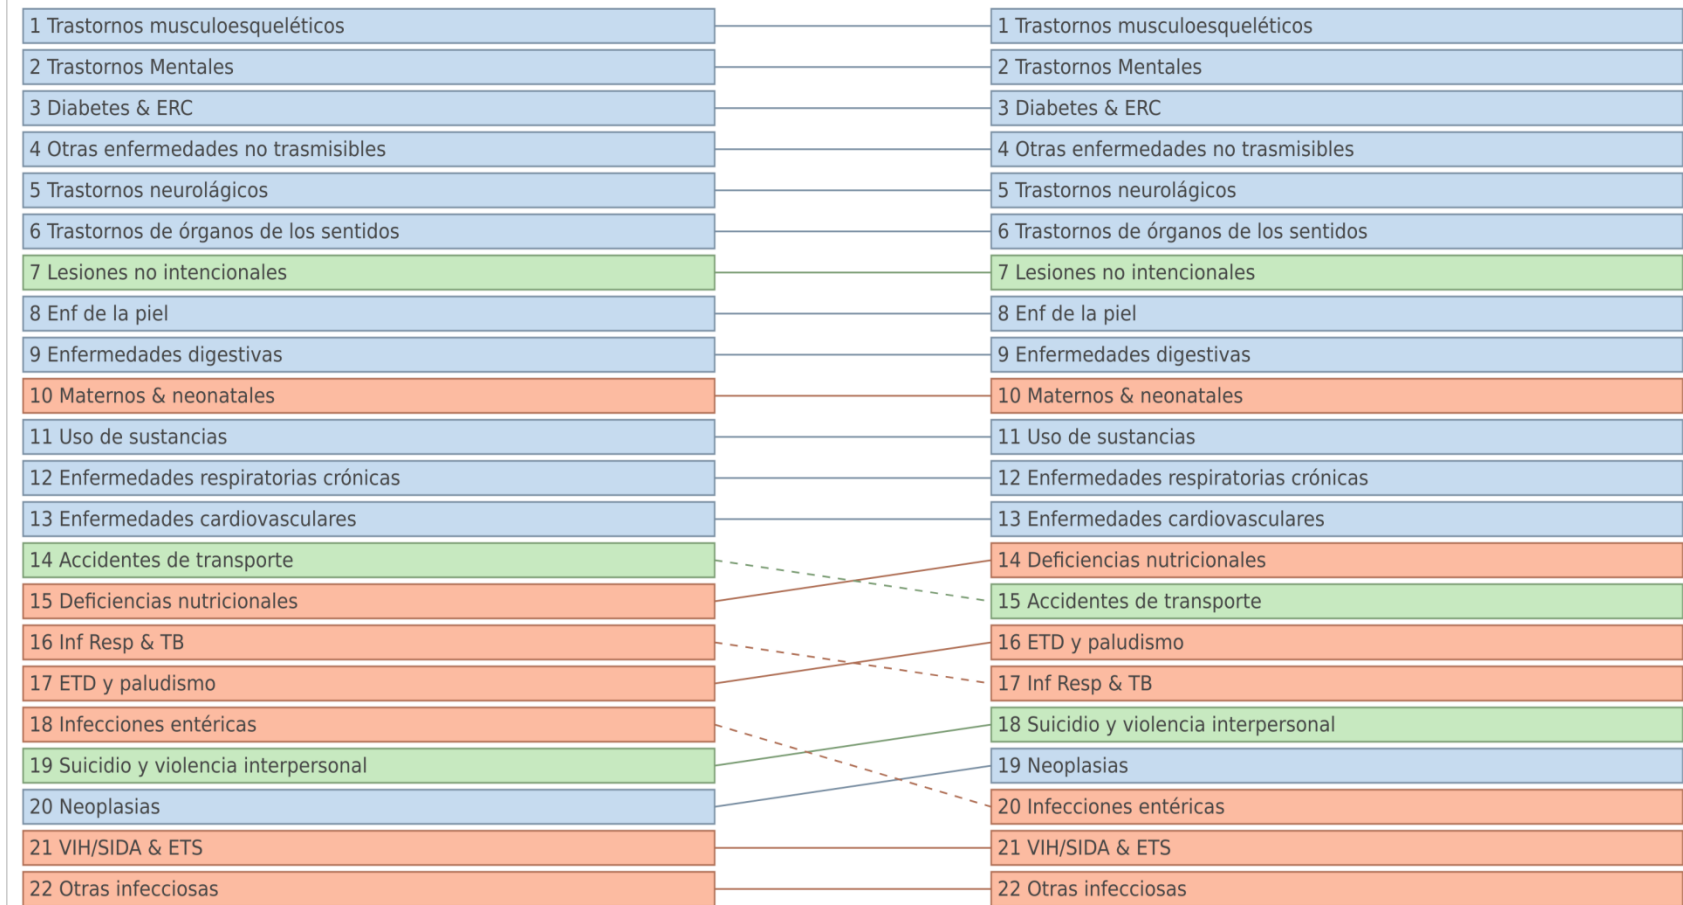 1 Trastornos musculoesqueléticos
2 Trastornos Mentales
3 Diabetes & ERC
4 Otras enfermedades no trasmisibles
5 Trastornos neurolágicos
6 Trastornos de órganos de los sentidos
7 Lesiones no intencionales
8 Enf de la piel
9 Enfermedades digestivas
10 Maternos & neonatales
11 Uso de sustancias
12 Enfermedades respiratorias crónicas
13 Enfermedades cardiovasculares
14 Accidentes de transporte
15 Deficiencias nutricionales
16 Inf Resp & TB
17 ETD y paludismo
18 Infecciones entéricas
19 Suicidio y violencia interpersonal
20 Neoplasias
21 VIH/SIDA & ETS
22 Otras infecciosas
1 Trastornos musculoesqueléticos
2 Trastornos Mentales
3 Diabetes & ERC
4 Otras enfermedades no trasmisibles
5 Trastornos neurolágicos
6 Trastornos de órganos de los sentidos
7 Lesiones no intencionales
8 Enf de la piel
9 Enfermedades digestivas
10 Maternos & neonatales
11 Uso de sustancias
12 Enfermedades respiratorias crónicas
13 Enfermedades cardiovasculares
14 Deficiencias nutricionales
15 Accidentes de transporte
16 ETD y paludismo
17 Inf Resp & TB
18 Suicidio y violencia interpersonal
19 Neoplasias
20 Infecciones entéricas
21 VIH/SIDA & ETS
22 Otras infecciosas